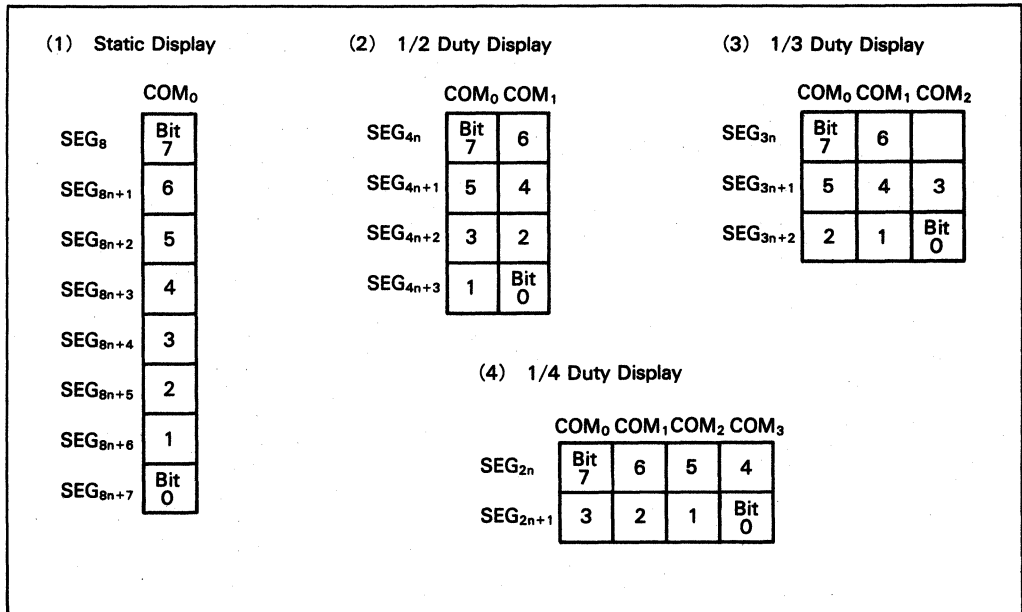 (1) Static Display
COM₀
SEG₈ Bit 7
SEG₈ₙ₊₁ 6
SEG₈ₙ₊₂ 5
SEG₈ₙ₊₃ 4
SEG₈ₙ₊₄ 3
SEG₈ₙ₊₅ 2
SEG₈ₙ₊₆ 1
SEG₈ₙ₊₇ Bit 0
(2) 1/2 Duty Display
COM₀ COM₁
SEG₄ₙ Bit 7 6
SEG₄ₙ₊₁ 5 4
SEG₄ₙ₊₂ 3 2
SEG₄ₙ₊₃ 1 Bit 0
(3) 1/3 Duty Display
COM₀ COM₁ COM₂
SEG₃ₙ Bit 7 6
SEG₃ₙ₊₁ 5 4 3
SEG₃ₙ₊₂ 2 1 Bit 0
(4) 1/4 Duty Display
COM₀ COM₁ COM₂ COM₃
SEG₂ₙ Bit 7 6 5 4
SEG₂ₙ₊₁ 3 2 1 Bit 0